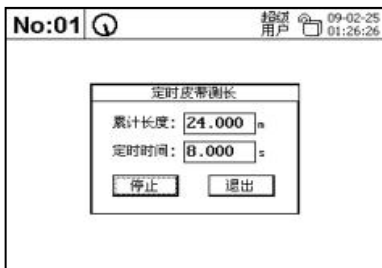 No:01 超级用户 09-02-25
01:26:26
定时皮带测长
累计长度: 24.000 m
定时时间: 8.000 s
停止 退出